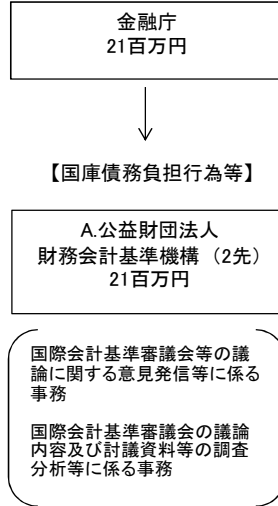 金融庁
21百万円
【国庫債務負担行為等】
A.公益財団法人
財務会計基準機構（2先）
21百万円
国際会計基準審議会等の議
論に関する意見発信等に係る
事務
国際会計基準審議会の議論
内容及び討議資料等の調査
分析等に係る事務